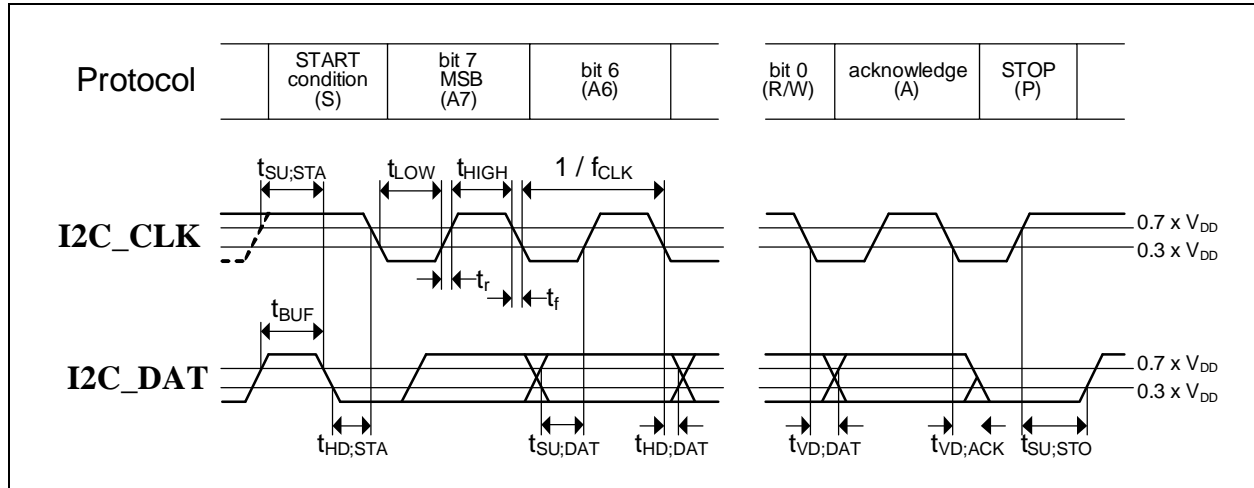 Protocol
START
condition
(S)
bit 7
MSB
(A7)
bit 6
(A6)
bit 0
(R/W)
acknowledge
(A)
STOP
(P)
tSU;STA
tLOW
tHIGH
1 / fCLK
I2C_CLK
0.7 x VDD
0.3 x VDD
tr
tf
tBUF
I2C_DAT
0.7 x VDD
0.3 x VDD
tHD;STA
tSU;DAT
tHD;DAT
tVD;DAT
tVD;ACK
tSU;STO